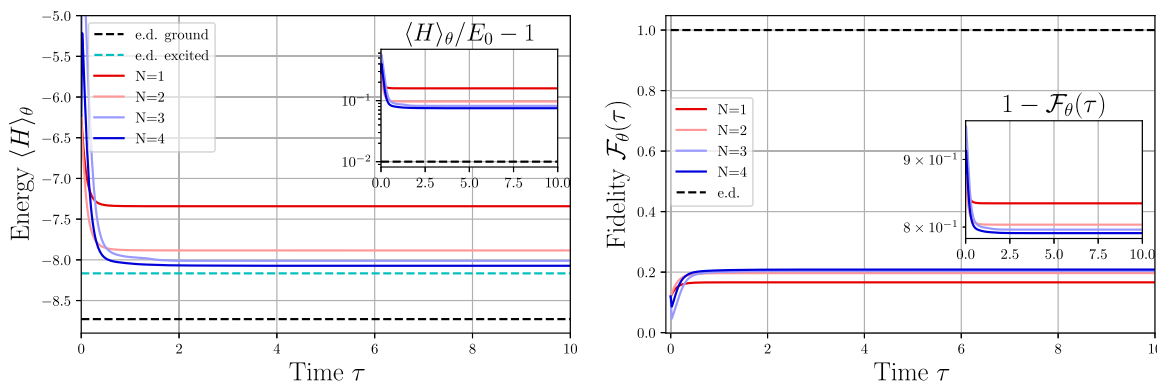 −5.0
−5.5
−6.0
−6.5
−7.0
−7.5
−8.0
−8.5
Energy ⟨H⟩θ
0
2
4
6
8
10
Time τ
e.d. ground
e.d. excited
N=1
N=2
N=3
N=4
⟨H⟩θ/E0 − 1
10−1
10−2
0.0
2.5
5.0
7.5
10.0
1.0
0.8
0.6
0.4
0.2
0.0
Fidelity Fθ(τ)
0
2
4
6
8
10
Time τ
N=1
N=2
N=3
N=4
e.d.
1 − Fθ(τ)
9 × 10−1
8 × 10−1
0.0
2.5
5.0
7.5
10.0